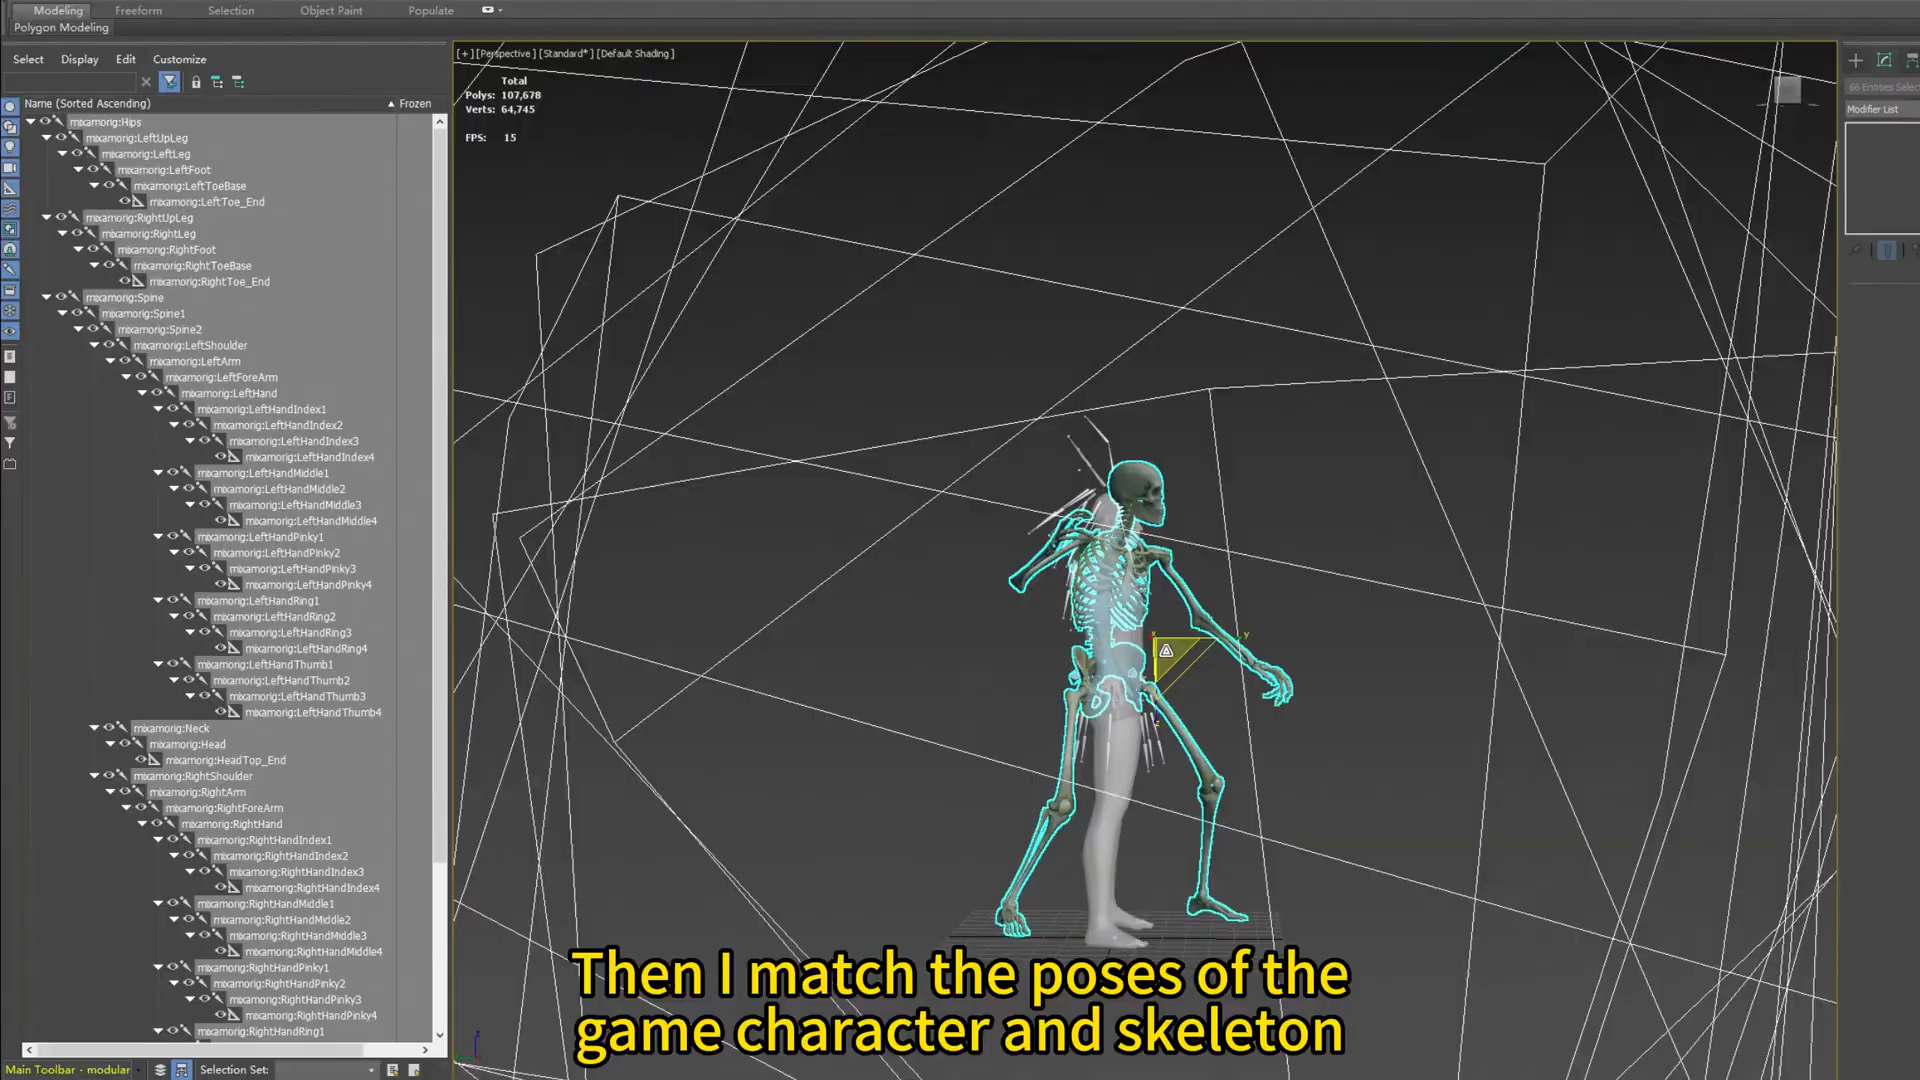 Modeling
Freeform
Selection
Object Paint
Populate
Polygon Modeling
Select
Display
Edit
Customize
Name (Sorted Ascending)
▲ Frozen
mixamorig:Hips
mixamorig:LeftUpLeg
mixamorig:LeftLeg
mixamorig:LeftFoot
mixamorig:LeftToeBase
mixamorig:LeftToe_End
mixamorig:RightUpLeg
mixamorig:RightLeg
mixamorig:RightFoot
mixamorig:RightToeBase
mixamorig:RightToe_End
mixamorig:Spine
mixamorig:Spine1
mixamorig:Spine2
mixamorig:LeftShoulder
mixamorig:LeftArm
mixamorig:LeftForeArm
mixamorig:LeftHand
mixamorig:LeftHandIndex1
mixamorig:LeftHandIndex2
mixamorig:LeftHandIndex3
mixamorig:LeftHandIndex4
mixamorig:LeftHandMiddle1
mixamorig:LeftHandMiddle2
mixamorig:LeftHandMiddle3
mixamorig:LeftHandMiddle4
mixamorig:LeftHandPinky1
mixamorig:LeftHandPinky2
mixamorig:LeftHandPinky3
mixamorig:LeftHandPinky4
mixamorig:LeftHandRing1
mixamorig:LeftHandRing2
mixamorig:LeftHandRing3
mixamorig:LeftHandRing4
mixamorig:LeftHandThumb1
mixamorig:LeftHandThumb2
mixamorig:LeftHandThumb3
mixamorig:LeftHandThumb4
mixamorig:Neck
mixamorig:Head
mixamorig:HeadTop_End
mixamorig:RightShoulder
mixamorig:RightArm
mixamorig:RightForeArm
mixamorig:RightHand
mixamorig:RightHandIndex1
mixamorig:RightHandIndex2
mixamorig:RightHandIndex3
mixamorig:RightHandIndex4
mixamorig:RightHandMiddle1
mixamorig:RightHandMiddle2
mixamorig:RightHandMiddle3
mixamorig:RightHandMiddle4
mixamorig:RightHandPinky1
mixamorig:RightHandPinky2
mixamorig:RightHandPinky3
mixamorig:RightHandPinky4
mixamorig:RightHandRing1
Main Toolbar - modular
Selection Set:
[+] [Perspective] [Standard*] [Default Shading]
Total
Polys: 107,678
Verts: 64,745
FPS: 15
x
y
z
z
66 Entities Select
Modifier List
Then I match the poses of the
game character and skeleton